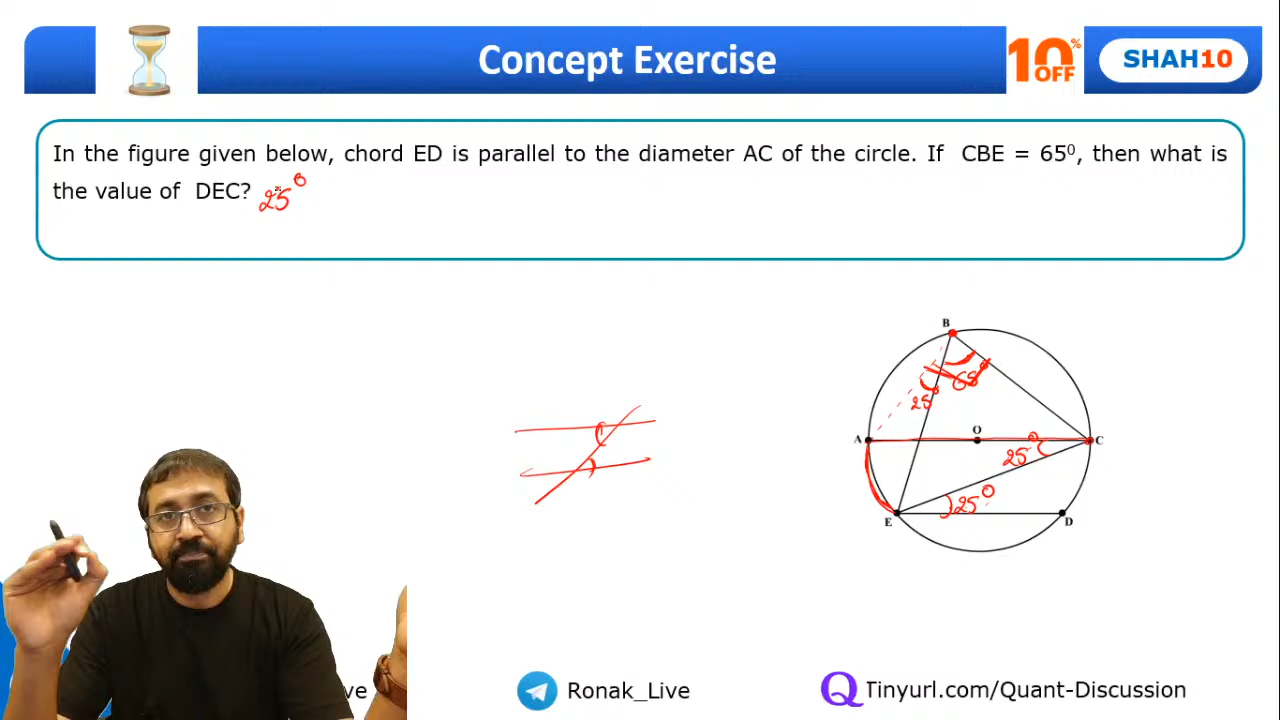 Concept Exercise
10% OFF
SHAH10
In the figure given below, chord ED is parallel to the diameter AC of the circle. If CBE = 65⁰, then what is
the value of DEC? 25°
B
65°
25°
A
O
C
25°
25°
E
D
ve
Ronak_Live
Q Tinyurl.com/Quant-Discussion